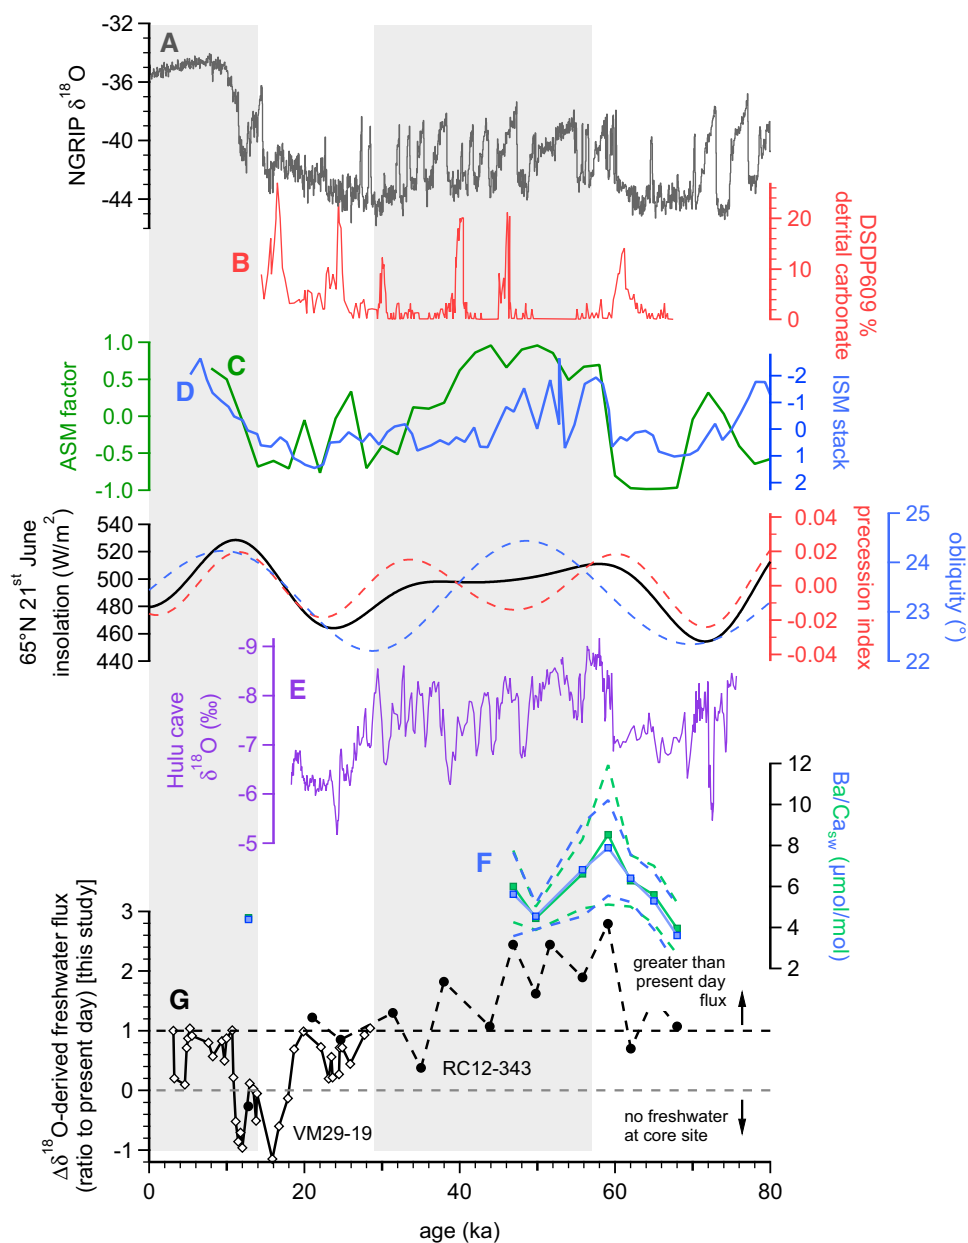 -32
-36
-40
-44
NGRIP δ18O
A
B
20
10
0
DSDP609 %
detrital carbonate
1.0
0.5
0.0
-0.5
-1.0
ASM factor
C
D
-2
-1
0
1
2
ISM stack
540
520
500
480
460
440
65°N 21st June
insolation (W/m2)
0.04
0.02
0.00
-0.02
-0.04
precession index
25
24
23
22
obliquity (°)
-9
-8
-7
-6
-5
Hulu cave
δ18O (‰)
E
12
10
8
6
4
2
Ba/Casw (µmol/mol)
F
3
2
1
0
-1
Δδ18O-derived freshwater flux
(ratio to present day) [this study]
G
greater than
present day
flux
RC12-343
VM29-19
no freshwater
at core site
0
20
40
60
80
age (ka)